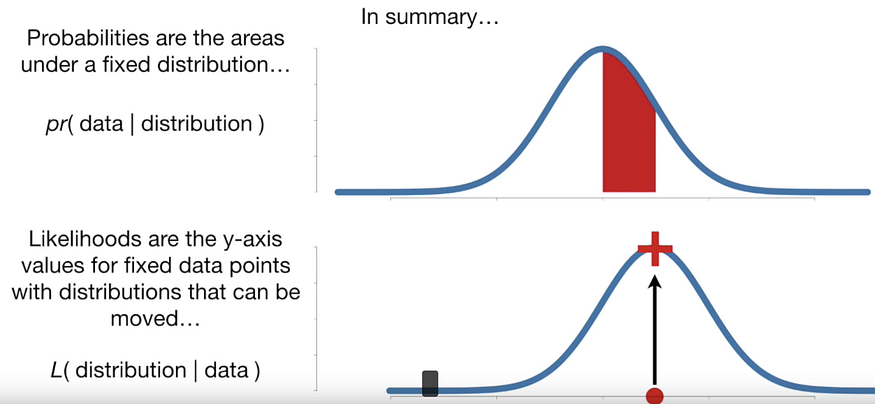 In summary…
Probabilities are the areas
under a fixed distribution…
pr( data | distribution )
Likelihoods are the y-axis
values for fixed data points
with distributions that can be
moved…
L( distribution | data )